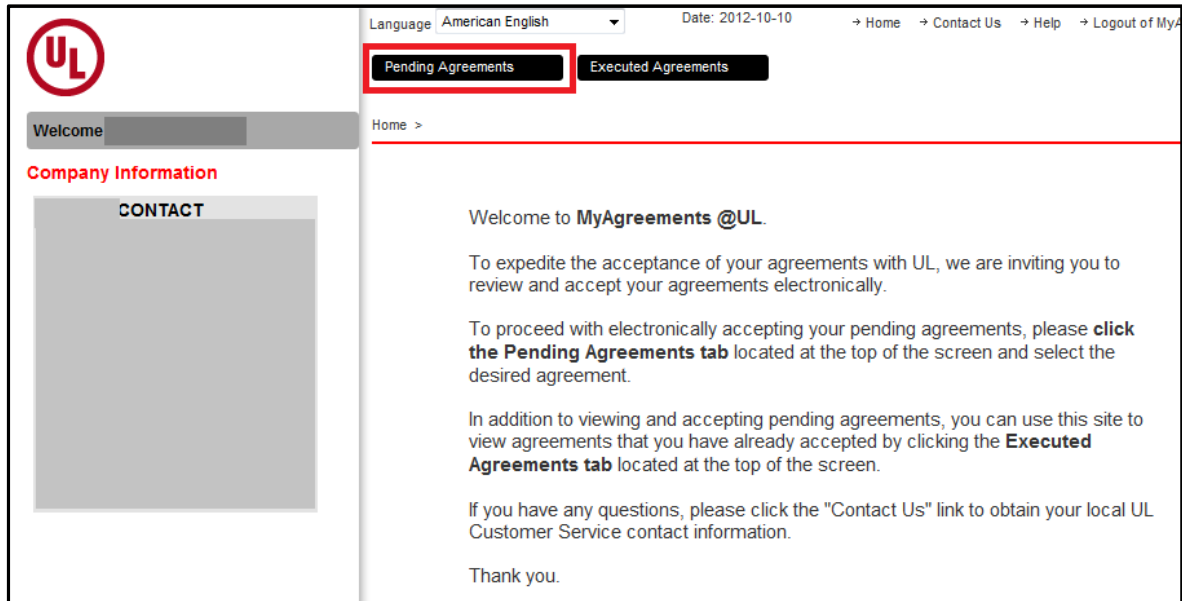 Language American English Date: 2012-10-10 → Home → Contact Us → Help → Logout of MyA
UL
Pending Agreements Executed Agreements
Welcome
Home >
Company Information
CONTACT
Welcome to MyAgreements @UL.
To expedite the acceptance of your agreements with UL, we are inviting you to
review and accept your agreements electronically.
To proceed with electronically accepting your pending agreements, please click
the Pending Agreements tab located at the top of the screen and select the
desired agreement.
In addition to viewing and accepting pending agreements, you can use this site to
view agreements that you have already accepted by clicking the Executed
Agreements tab located at the top of the screen.
If you have any questions, please click the "Contact Us" link to obtain your local UL
Customer Service contact information.
Thank you.